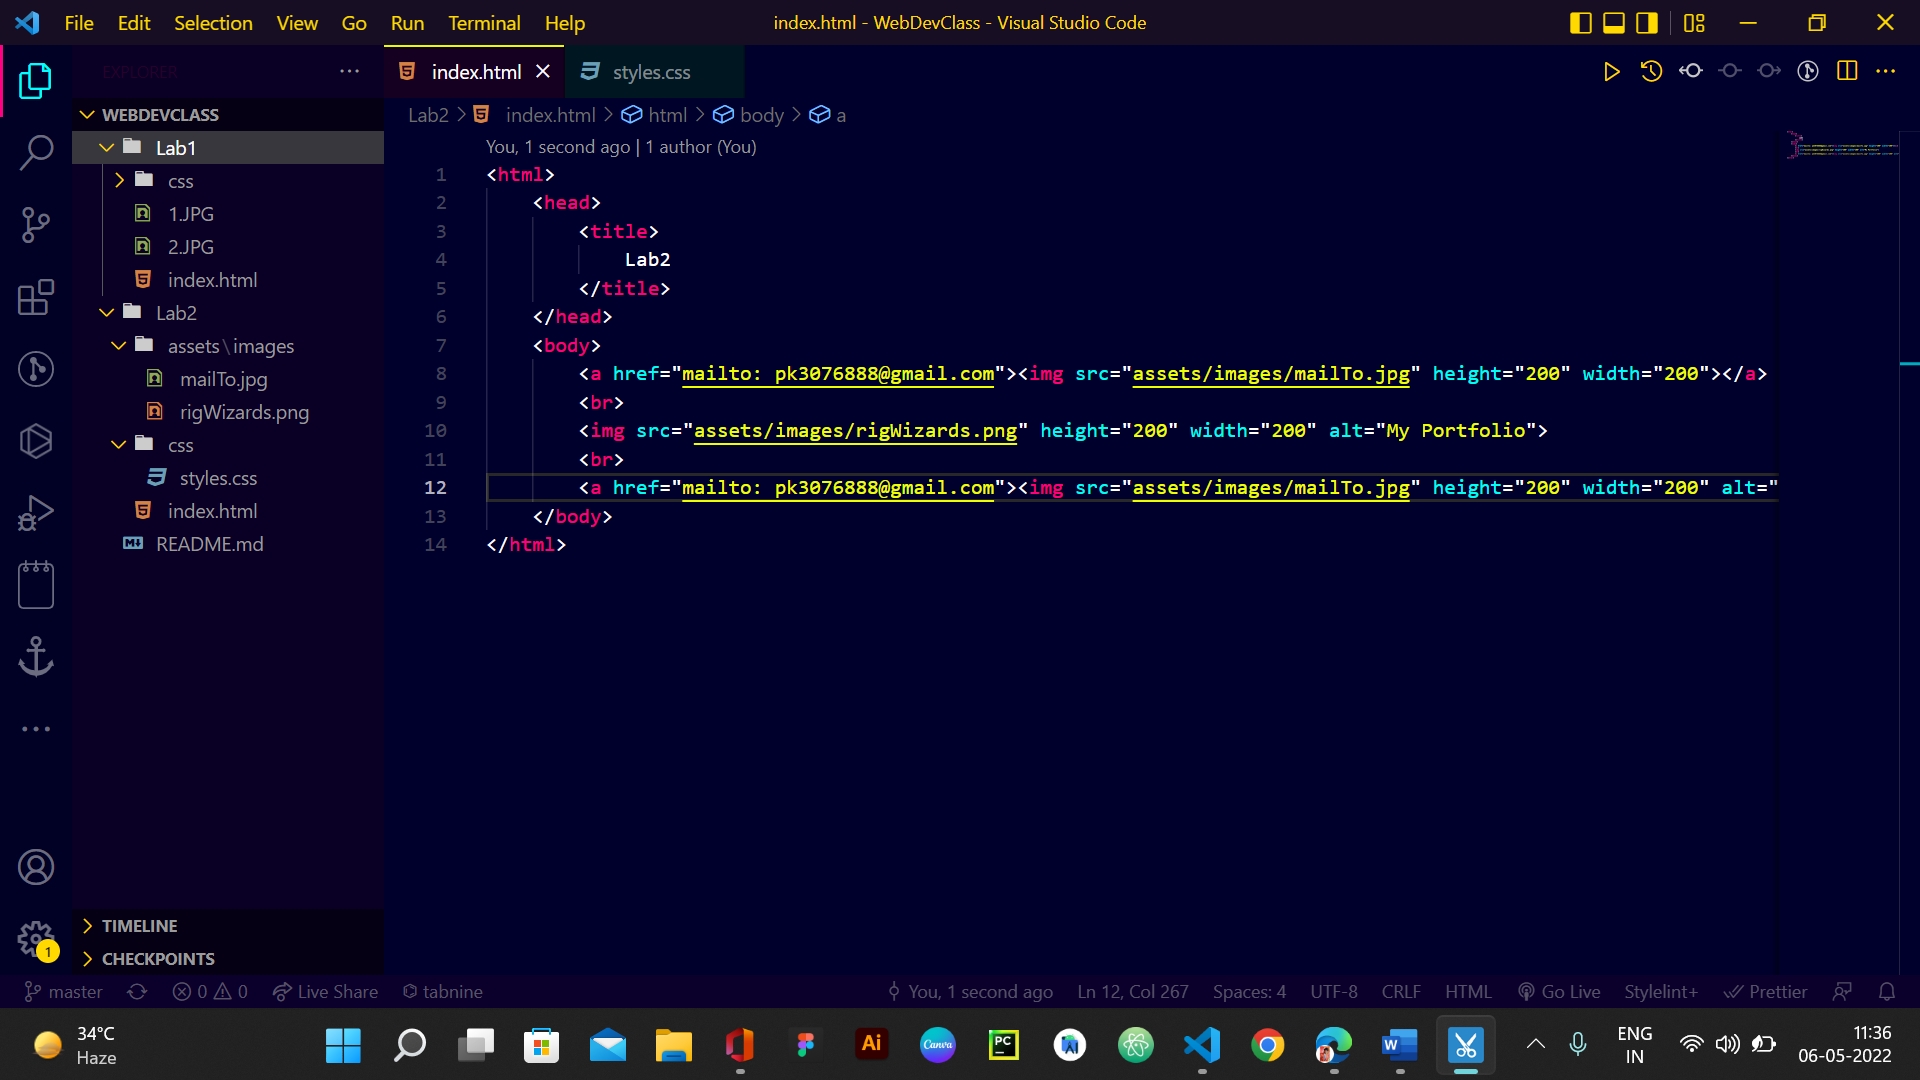 File Edit Selection View Go Run Terminal Help
index.html - WebDevClass - Visual Studio Code
EXPLORER
index.html
styles.css
Lab2 > index.html > html > body > a
WEBDEVCLASS
Lab1
css
1.JPG
2.JPG
index.html
Lab2
assets\images
mailTo.jpg
rigWizards.png
css
styles.css
index.html
README.md
TIMELINE
CHECKPOINTS
You, 1 second ago | 1 author (You)
1 <html>
2 <head>
3 <title>
4 Lab2
5 </title>
6 </head>
7 <body>
8 <a href="mailto: pk3076888@gmail.com"><img src="assets/images/mailTo.jpg" height="200" width="200"></a>
9 <br>
10 <img src="assets/images/rigWizards.png" height="200" width="200" alt="My Portfolio">
11 <br>
12 <a href="mailto: pk3076888@gmail.com"><img src="assets/images/mailTo.jpg" height="200" width="200" alt="
13 </body>
14 </html>
1
master 0 0 Live Share tabnine You, 1 second ago Ln 12, Col 267 Spaces: 4 UTF-8 CRLF HTML Go Live Stylelint+ Prettier
34°C
Haze
Ai
Canva
PC
W
ENG
IN
11:36
06-05-2022